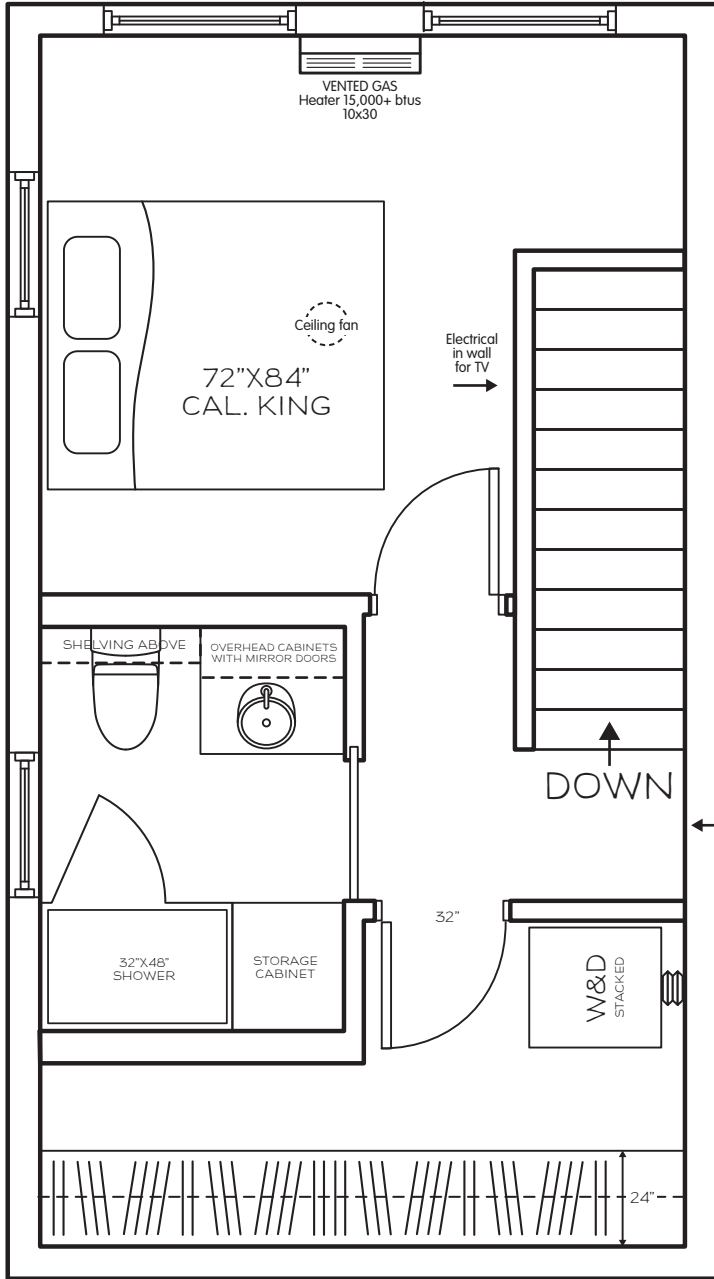 VENTED GAS
Heater 15,000+ btus
10x30
Ceiling fan
Electrical
in wall
for TV
72”X84”
CAL. KING
SHELVING ABOVE
OVERHEAD CABINETS
WITH MIRROR DOORS
DOWN
32”
32”X48”
SHOWER
STORAGE
CABINET
W&D
STACKED
24”